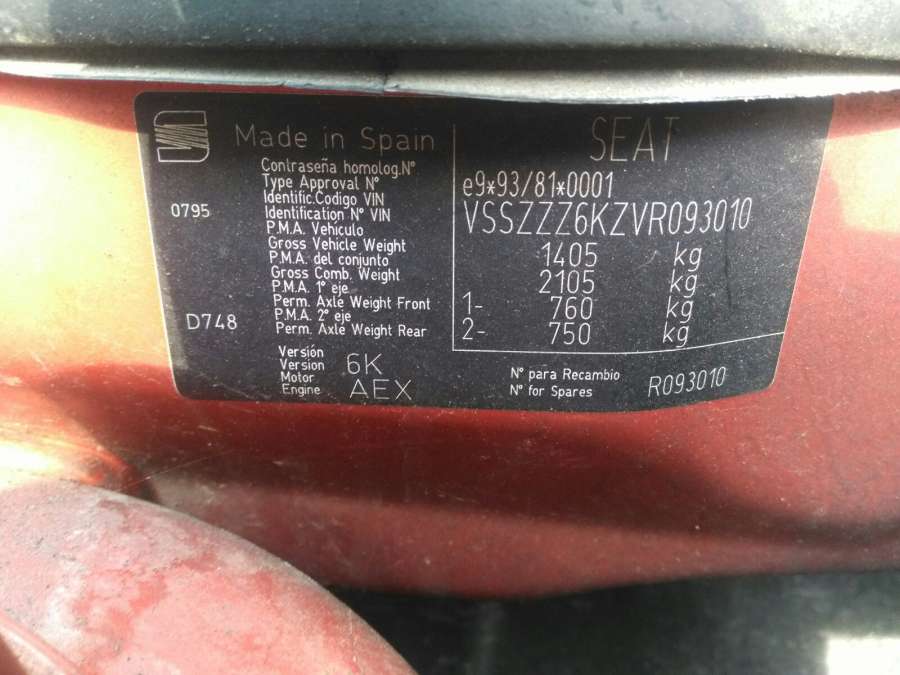 Made in Spain
SEAT
Contraseña homolog.Nº
Type Approval Nº
e9*93/81*0001
Identific.Codigo VIN
Identification Nº VIN
VSSZZZ6KZVR093010
0795
P.M.A. Vehiculo
Gross Vehicle Weight
1405 kg
P.M.A. del conjunto
Gross Comb. Weight
2105 kg
P.M.A. 1º eje
Perm. Axle Weight Front
1- 760 kg
P.M.A. 2º eje
Perm. Axle Weight Rear
2- 750 kg
D748
Versión
Version
6K
Motor
Engine
AEX
Nº para Recambio
Nº for Spares
R093010